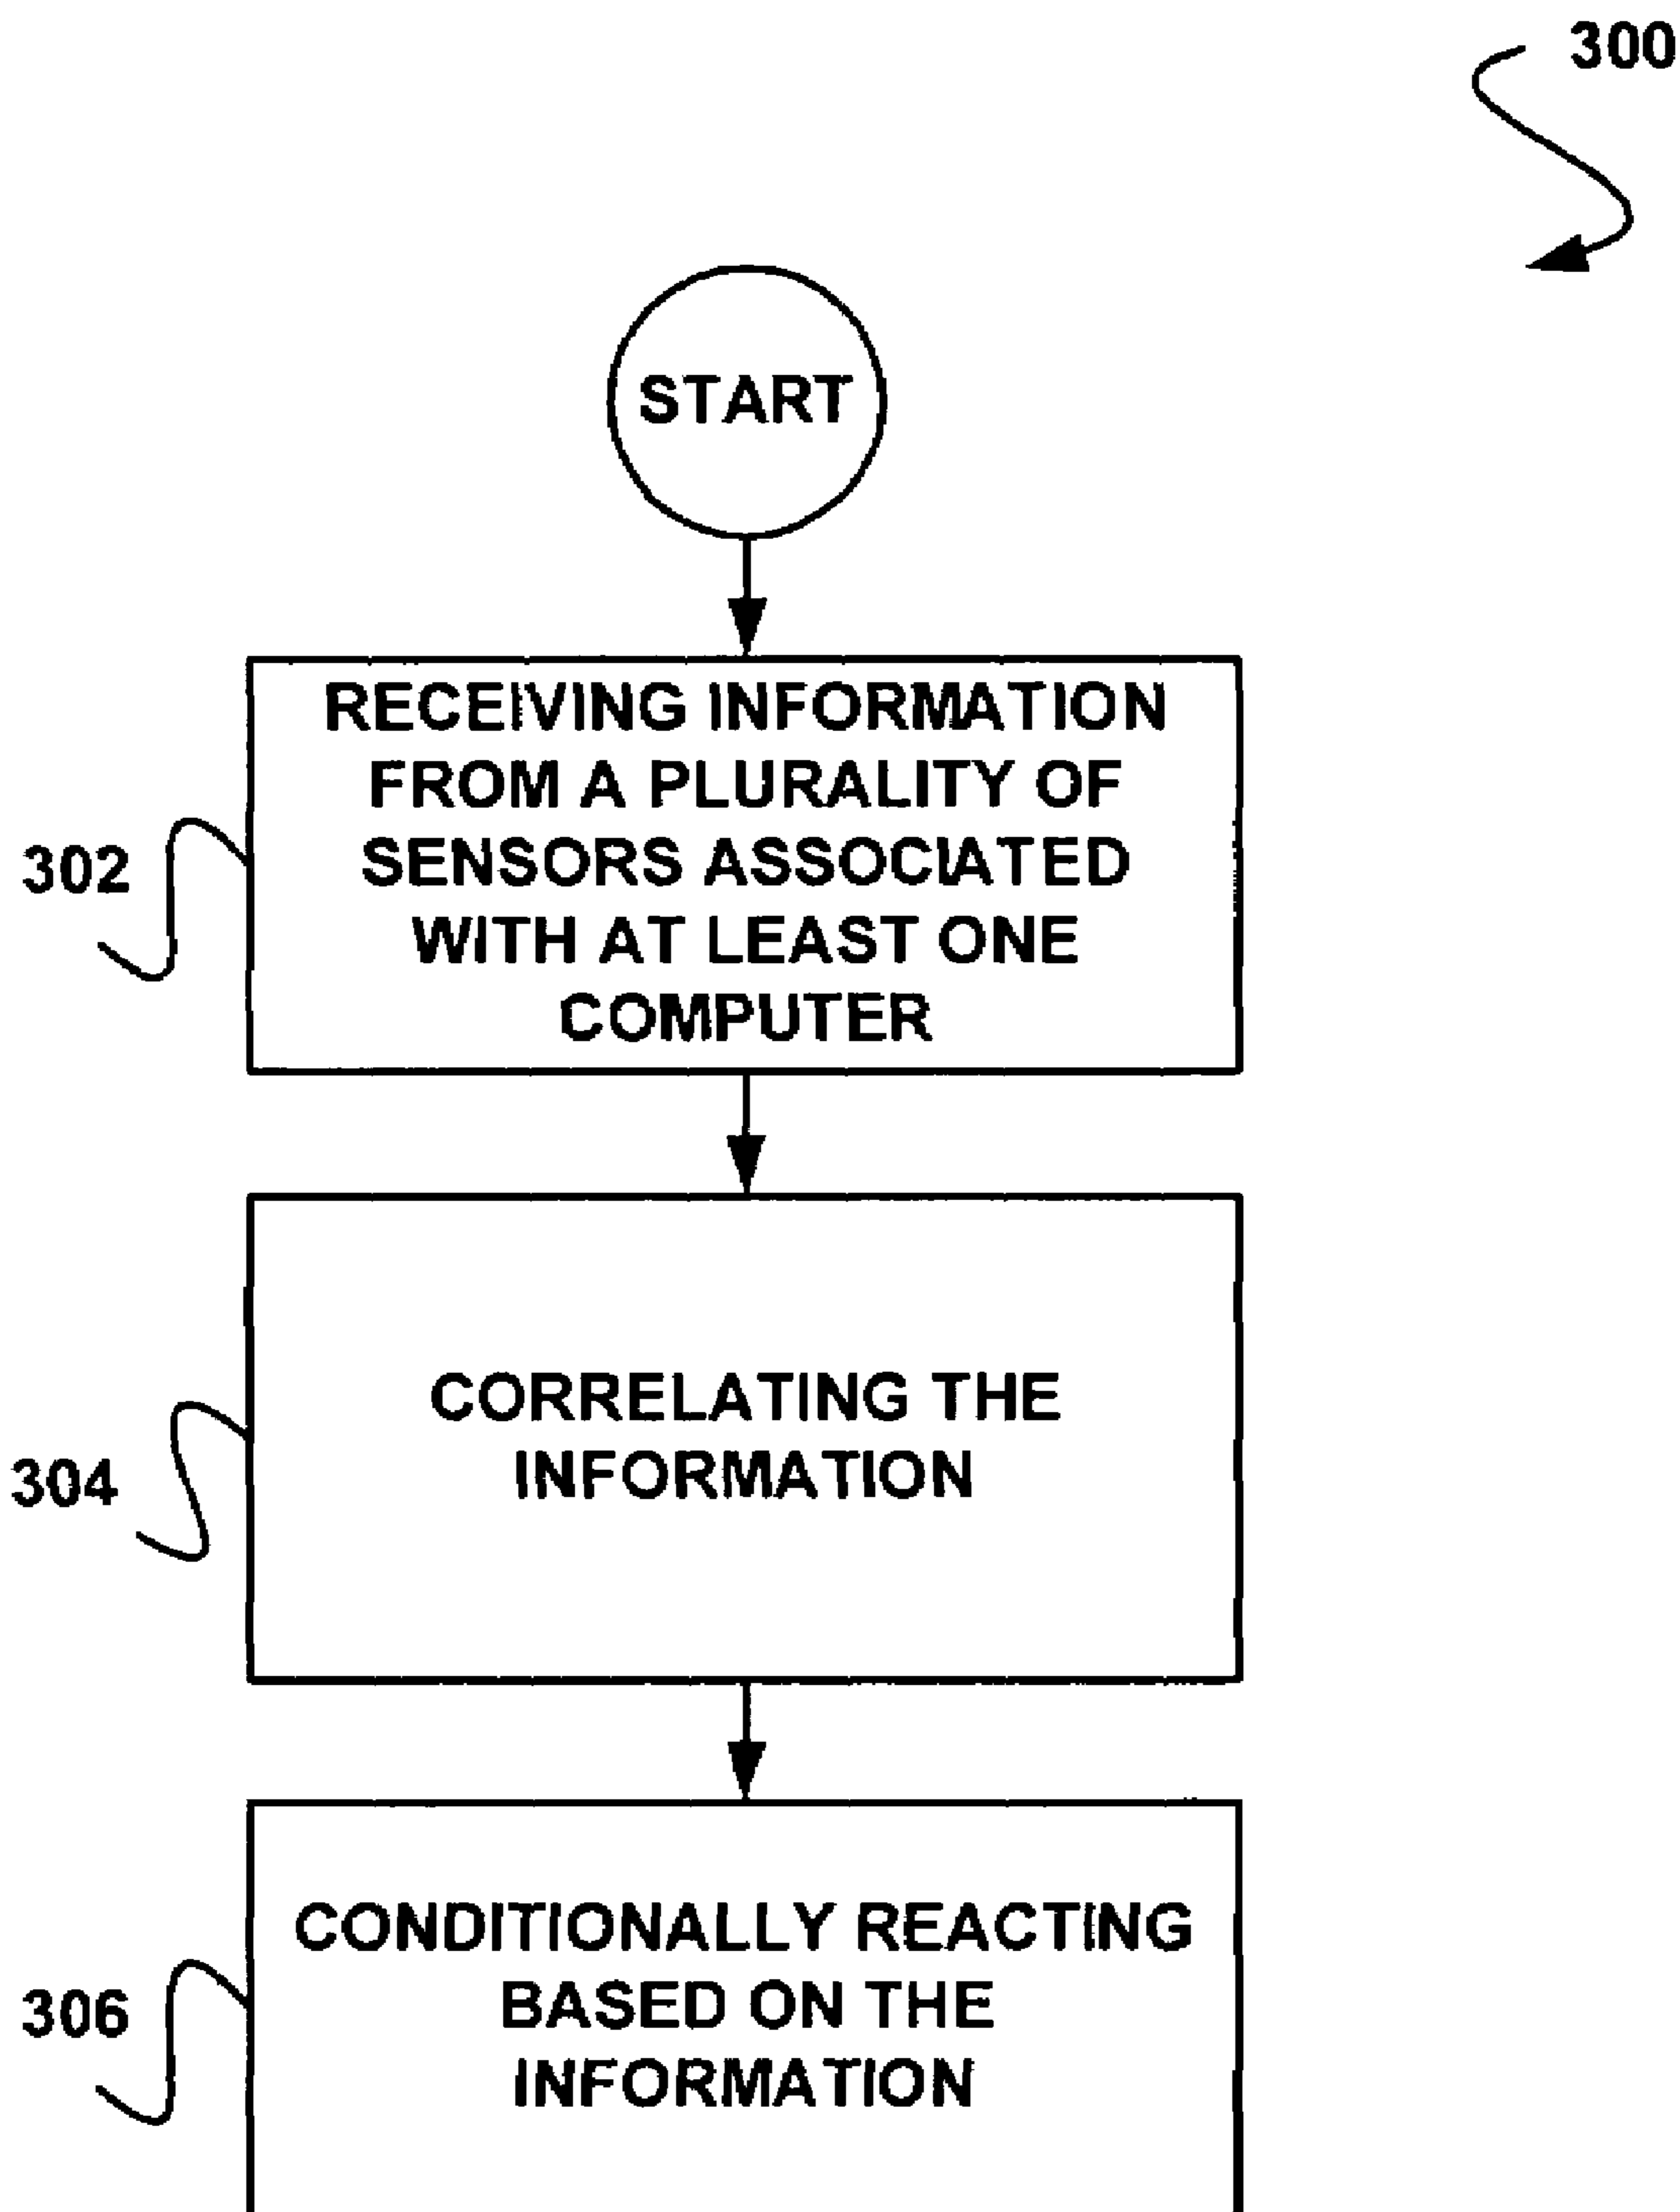 300
START
RECEIVING INFORMATION
FROM A PLURALITY OF
SENSORS ASSOCIATED
WITH AT LEAST ONE
COMPUTER
302
CORRELATING THE
INFORMATION
304
CONDITIONALLY REACTING
BASED ON THE
INFORMATION
306